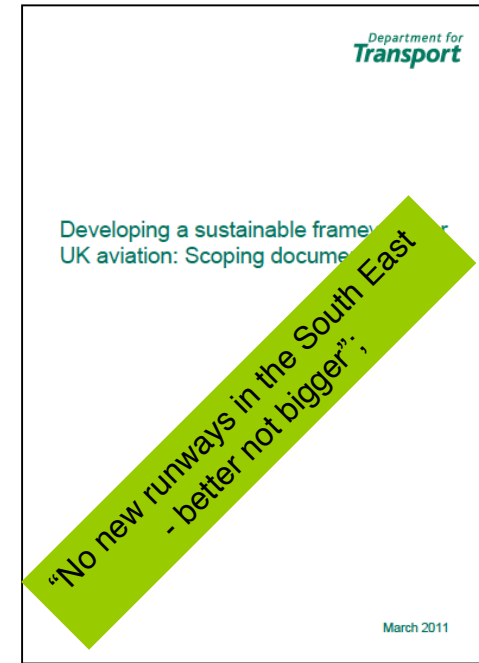 Department for
Transport
Developing a sustainable frame
UK aviation: Scoping docume
“No new runways in the South East
- better not bigger”;
March 2011